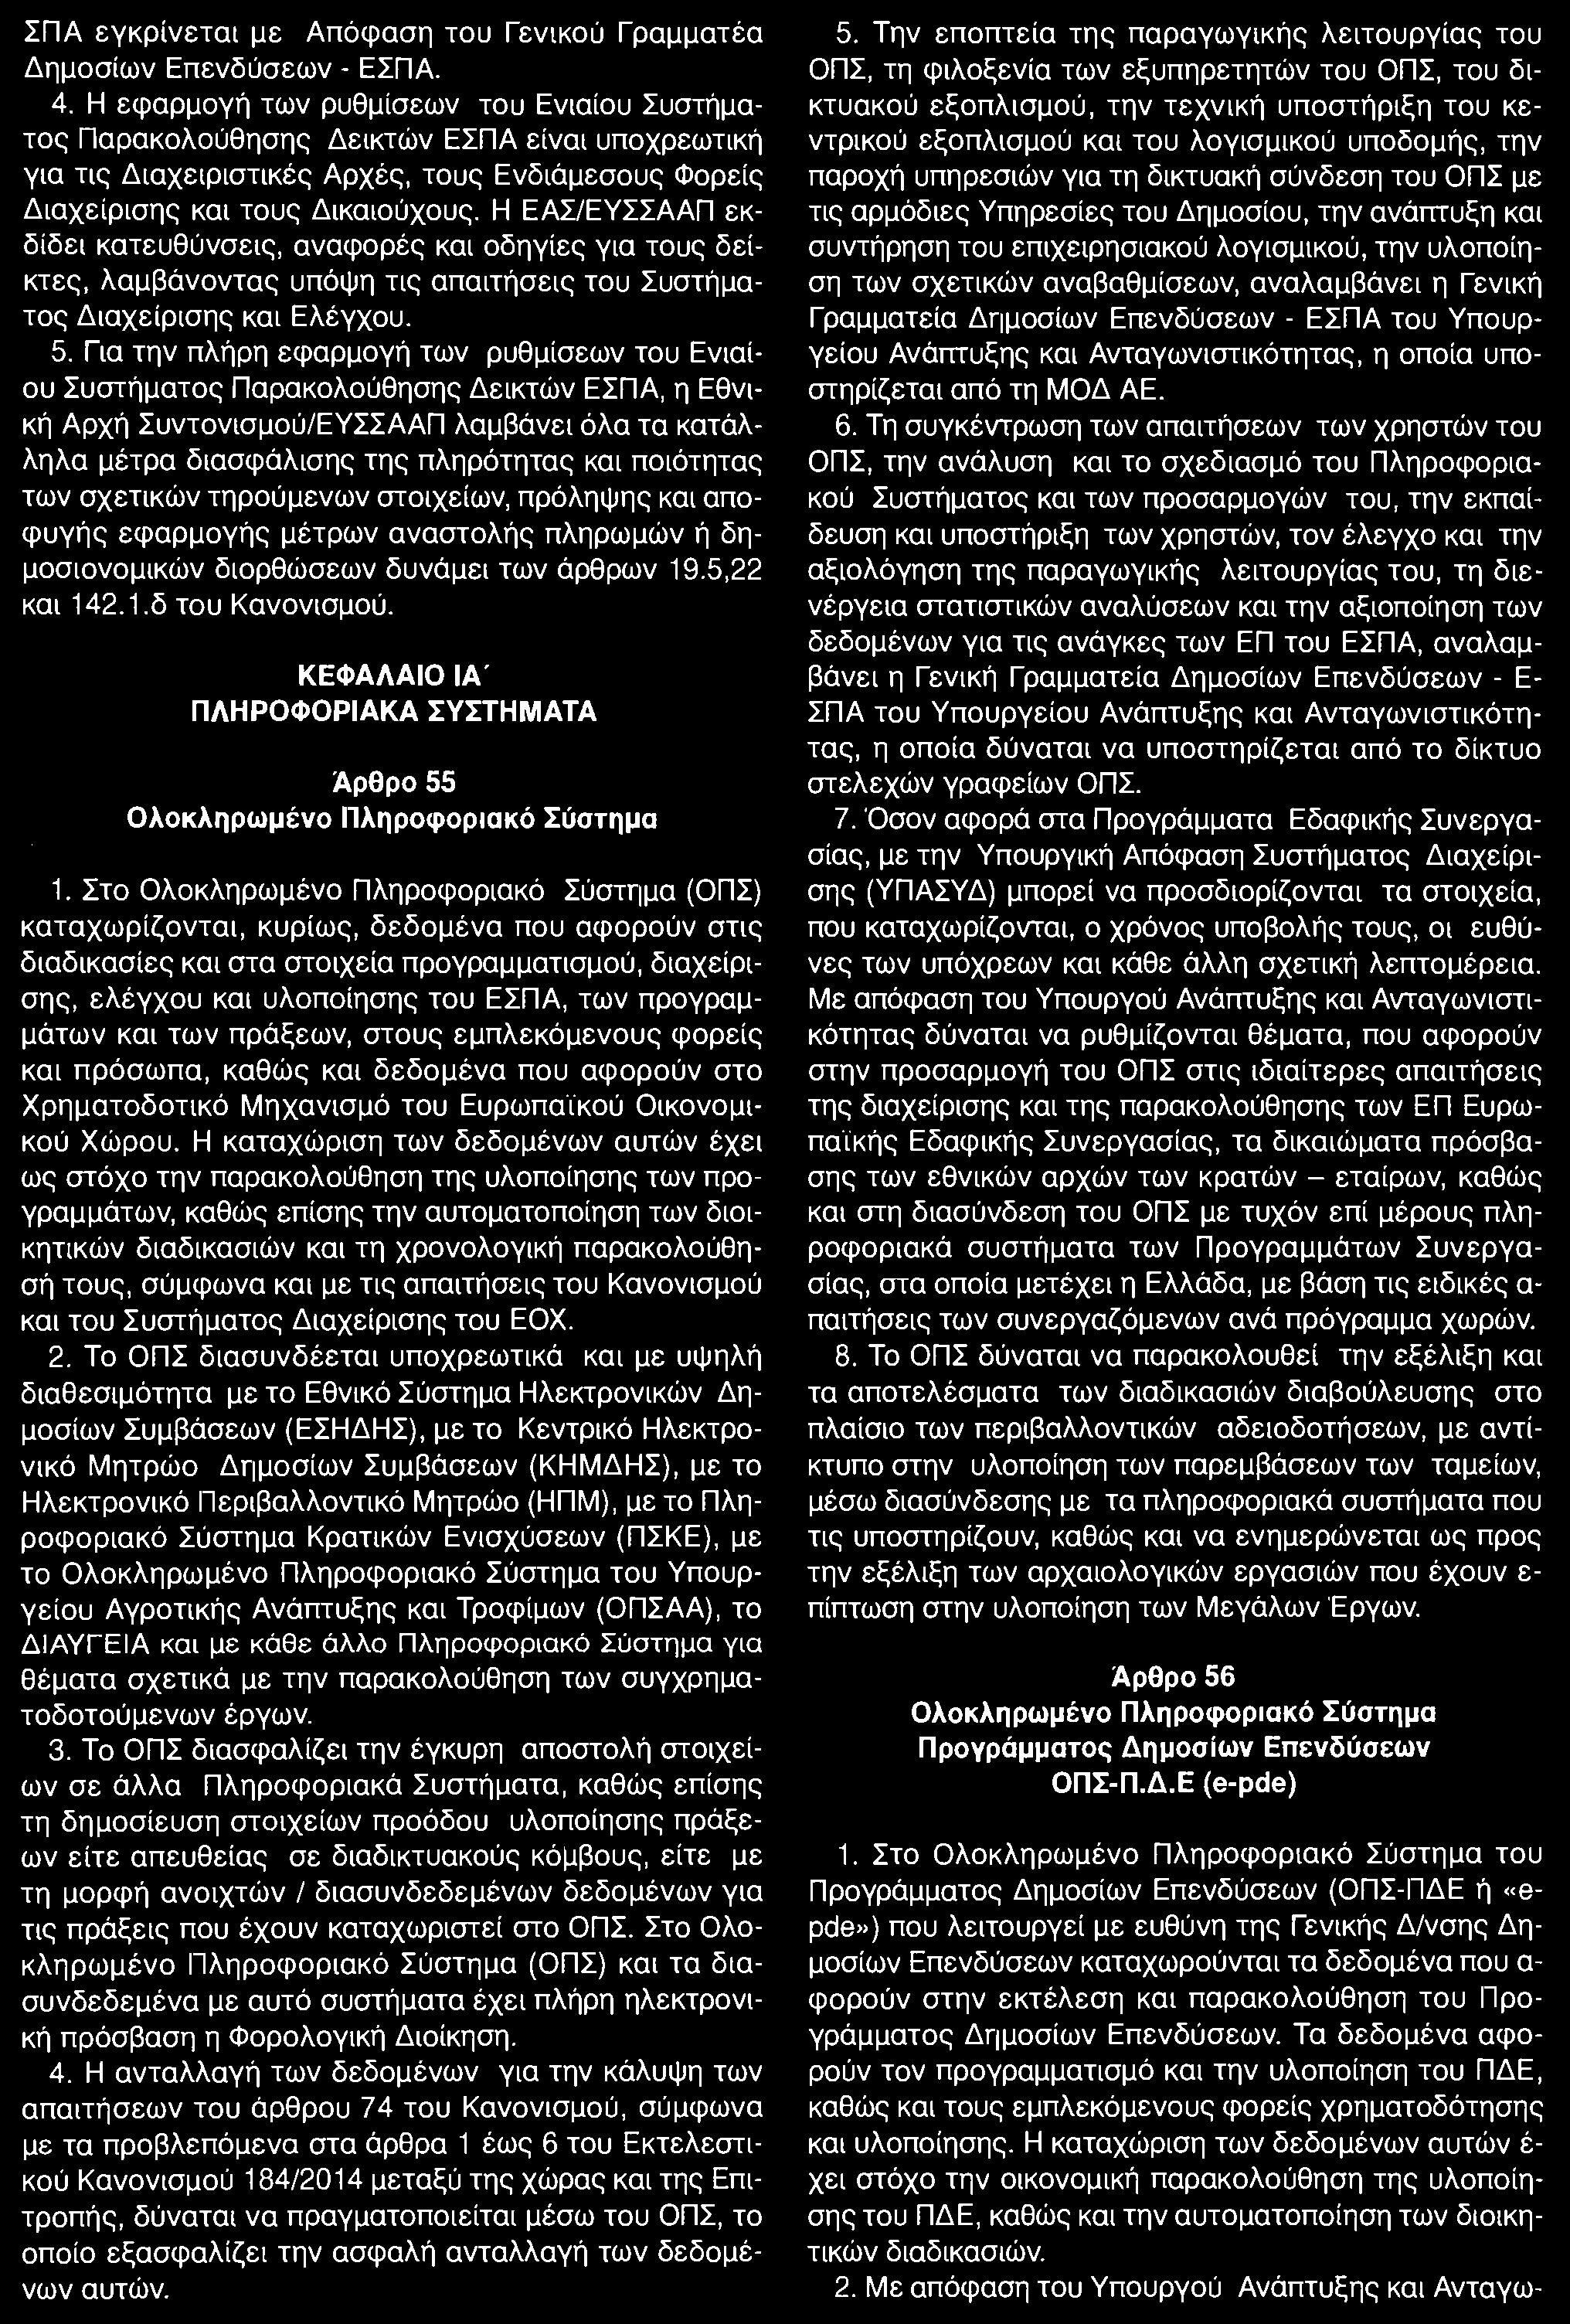 ΣΠΑ εγκρίνεται με Απόφαση του Γενικού Γραμματέα
Δημοσίων Επενδύσεων - ΕΣΠΑ.
4. Η εφαρμογή των ρυθμίσεων του Ενιαίου Συστήμα-
τος Παρακολούθησης Δεικτών ΕΣΠΑ είναι υποχρεωτική
για τις Διαχειριστικές Αρχές, τους Ενδιάμεσους Φορείς
Διαχείρισης και τους Δικαιούχους. Η ΕΑΣ/ΕΥΣΣΑΑΠ εκ-
δίδει κατευθύνσεις, αναφορές και οδηγίες για τους δεί-
κτες, λαμβάνοντας υπόψη τις απαιτήσεις του Συστήμα-
τος Διαχείρισης και Ελέγχου.
5. Για την πλήρη εφαρμογή των ρυθμίσεων του Ενιαί-
ου Συστήματος Παρακολούθησης Δεικτών ΕΣΠΑ, η Εθνι-
κή Αρχή Συντονισμού/ΕΥΣΣΑΑΠ λαμβάνει όλα τα κατάλ-
ληλα μέτρα διασφάλισης της πληρότητας και ποιότητας
των σχετικών τηρούμενων στοιχείων, πρόληψης και απο-
φυγής εφαρμογής μέτρων αναστολής πληρωμών ή δη-
μοσιονομικών διορθώσεων δυνάμει των άρθρων 19.5,22
και 142.1.δ του Κανονισμού.
ΚΕΦΑΛΑΙΟ ΙΑ΄
ΠΛΗΡΟΦΟΡΙΑΚΑ ΣΥΣΤΗΜΑΤΑ
Άρθρο 55
Ολοκληρωμένο Πληροφοριακό Σύστημα
1. Στο Ολοκληρωμένο Πληροφοριακό Σύστημα (ΟΠΣ)
καταχωρίζονται, κυρίως, δεδομένα που αφορούν στις
διαδικασίες και στα στοιχεία προγραμματισμού, διαχείρι-
σης, ελέγχου και υλοποίησης του ΕΣΠΑ, των προγραμ-
μάτων και των πράξεων, στους εμπλεκόμενους φορείς
και πρόσωπα, καθώς και δεδομένα που αφορούν στο
Χρηματοδοτικό Μηχανισμό του Ευρωπαϊκού Οικονομι-
κού Χώρου. Η καταχώριση των δεδομένων αυτών έχει
ως στόχο την παρακολούθηση της υλοποίησης των προ-
γραμμάτων, καθώς επίσης την αυτοματοποίηση των διοι-
κητικών διαδικασιών και τη χρονολογική παρακολούθη-
σή τους, σύμφωνα και με τις απαιτήσεις του Κανονισμού
και του Συστήματος Διαχείρισης του ΕΟΧ.
2. Το ΟΠΣ διασυνδέεται υποχρεωτικά και με υψηλή
διαθεσιμότητα με το Εθνικό Σύστημα Ηλεκτρονικών Δη-
μοσίων Συμβάσεων (ΕΣΗΔΗΣ), με το Κεντρικό Ηλεκτρο-
νικό Μητρώο Δημοσίων Συμβάσεων (ΚΗΜΔΗΣ), με το
Ηλεκτρονικό Περιβαλλοντικό Μητρώο (ΗΠΜ), με το Πλη-
ροφοριακό Σύστημα Κρατικών Ενισχύσεων (ΠΣΚΕ), με
το Ολοκληρωμένο Πληροφοριακό Σύστημα του Υπουρ-
γείου Αγροτικής Ανάπτυξης και Τροφίμων (ΟΠΣΑΑ), το
ΔΙΑΥΓΕΙΑ και με κάθε άλλο Πληροφοριακό Σύστημα για
θέματα σχετικά με την παρακολούθηση των συγχρημα-
τοδοτούμενων έργων.
3. Το ΟΠΣ διασφαλίζει την έγκυρη αποστολή στοιχεί-
ων σε άλλα Πληροφοριακά Συστήματα, καθώς επίσης
τη δημοσίευση στοιχείων προόδου υλοποίησης πράξε-
ων είτε απευθείας σε διαδικτυακούς κόμβους, είτε με
τη μορφή ανοιχτών / διασυνδεδεμένων δεδομένων για
τις πράξεις που έχουν καταχωριστεί στο ΟΠΣ. Στο Ολο-
κληρωμένο Πληροφοριακό Σύστημα (ΟΠΣ) και τα δια-
συνδεδεμένα με αυτό συστήματα έχει πλήρη ηλεκτρονι-
κή πρόσβαση η Φορολογική Διοίκηση.
4. Η ανταλλαγή των δεδομένων για την κάλυψη των
απαιτήσεων του άρθρου 74 του Κανονισμού, σύμφωνα
με τα προβλεπόμενα στα άρθρα 1 έως 6 του Εκτελεστι-
κού Κανονισμού 184/2014 μεταξύ της χώρας και της Επι-
τροπής, δύναται να πραγματοποιείται μέσω του ΟΠΣ, το
οποίο εξασφαλίζει την ασφαλή ανταλλαγή των δεδομέ-
νων αυτών.
5. Την εποπτεία της παραγωγικής λειτουργίας του
ΟΠΣ, τη φιλοξενία των εξυπηρετητών του ΟΠΣ, του δι-
κτυακού εξοπλισμού, την τεχνική υποστήριξη του κε-
ντρικού εξοπλισμού και του λογισμικού υποδομής, την
παροχή υπηρεσιών για τη δικτυακή σύνδεση του ΟΠΣ με
τις αρμόδιες Υπηρεσίες του Δημοσίου, την ανάπτυξη και
συντήρηση του επιχειρησιακού λογισμικού, την υλοποίη-
ση των σχετικών αναβαθμίσεων, αναλαμβάνει η Γενική
Γραμματεία Δημοσίων Επενδύσεων - ΕΣΠΑ του Υπουρ-
γείου Ανάπτυξης και Ανταγωνιστικότητας, η οποία υπο-
στηρίζεται από τη ΜΟΔ ΑΕ.
6. Τη συγκέντρωση των απαιτήσεων των χρηστών του
ΟΠΣ, την ανάλυση και το σχεδιασμό του Πληροφορια-
κού Συστήματος και των προσαρμογών του, την εκπαί-
δευση και υποστήριξη των χρηστών, τον έλεγχο και την
αξιολόγηση της παραγωγικής λειτουργίας του, τη διε-
νέργεια στατιστικών αναλύσεων και την αξιοποίηση των
δεδομένων για τις ανάγκες των ΕΠ του ΕΣΠΑ, αναλαμ-
βάνει η Γενική Γραμματεία Δημοσίων Επενδύσεων - Ε-
ΣΠΑ του Υπουργείου Ανάπτυξης και Ανταγωνιστικότη-
τας, η οποία δύναται να υποστηρίζεται από το δίκτυο
στελεχών γραφείων ΟΠΣ.
7. Όσον αφορά στα Προγράμματα Εδαφικής Συνεργα-
σίας, με την Υπουργική Απόφαση Συστήματος Διαχείρι-
σης (ΥΠΑΣΥΔ) μπορεί να προσδιορίζονται τα στοιχεία,
που καταχωρίζονται, ο χρόνος υποβολής τους, οι ευθύ-
νες των υπόχρεων και κάθε άλλη σχετική λεπτομέρεια.
Με απόφαση του Υπουργού Ανάπτυξης και Ανταγωνιστι-
κότητας δύναται να ρυθμίζονται θέματα, που αφορούν
στην προσαρμογή του ΟΠΣ στις ιδιαίτερες απαιτήσεις
της διαχείρισης και της παρακολούθησης των ΕΠ Ευρω-
παϊκής Εδαφικής Συνεργασίας, τα δικαιώματα πρόσβα-
σης των εθνικών αρχών των κρατών – εταίρων, καθώς
και στη διασύνδεση του ΟΠΣ με τυχόν επί μέρους πλη-
ροφοριακά συστήματα των Προγραμμάτων Συνεργα-
σίας, στα οποία μετέχει η Ελλάδα, με βάση τις ειδικές α-
παιτήσεις των συνεργαζόμενων ανά πρόγραμμα χωρών.
8. Το ΟΠΣ δύναται να παρακολουθεί την εξέλιξη και
τα αποτελέσματα των διαδικασιών διαβούλευσης στο
πλαίσιο των περιβαλλοντικών αδειοδοτήσεων, με αντί-
κτυπο στην υλοποίηση των παρεμβάσεων των ταμείων,
μέσω διασύνδεσης με τα πληροφοριακά συστήματα που
τις υποστηρίζουν, καθώς και να ενημερώνεται ως προς
την εξέλιξη των αρχαιολογικών εργασιών που έχουν ε-
πίπτωση στην υλοποίηση των Μεγάλων Έργων.
Άρθρο 56
Ολοκληρωμένο Πληροφοριακό Σύστημα
Προγράμματος Δημοσίων Επενδύσεων
ΟΠΣ-Π.Δ.Ε (e-pde)
1. Στο Ολοκληρωμένο Πληροφοριακό Σύστημα του
Προγράμματος Δημοσίων Επενδύσεων (ΟΠΣ-ΠΔΕ ή «e-
pde») που λειτουργεί με ευθύνη της Γενικής Δ/νσης Δη-
μοσίων Επενδύσεων καταχωρούνται τα δεδομένα που α-
φορούν στην εκτέλεση και παρακολούθηση του Προ-
γράμματος Δημοσίων Επενδύσεων. Τα δεδομένα αφο-
ρούν τον προγραμματισμό και την υλοποίηση του ΠΔΕ,
καθώς και τους εμπλεκόμενους φορείς χρηματοδότησης
και υλοποίησης. Η καταχώριση των δεδομένων αυτών έ-
χει στόχο την οικονομική παρακολούθηση της υλοποίη-
σης του ΠΔΕ, καθώς και την αυτοματοποίηση των διοικη-
τικών διαδικασιών.
2. Με απόφαση του Υπουργού Ανάπτυξης και Ανταγω-